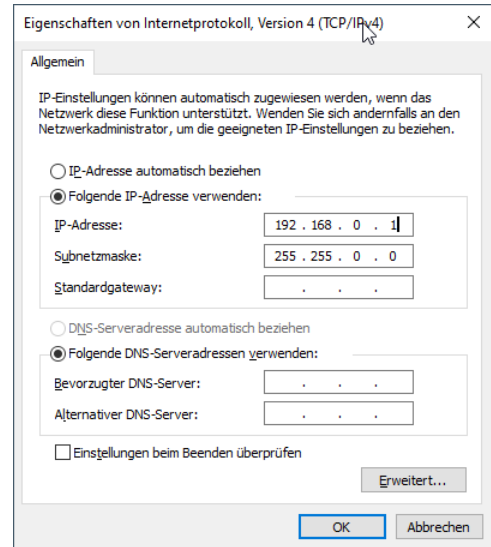 Eigenschaften von Internetprotokoll, Version 4 (TCP/IPv4)
Allgemein
IP-Einstellungen können automatisch zugewiesen werden, wenn das
Netzwerk diese Funktion unterstützt. Wenden Sie sich andernfalls an den
Netzwerkadministrator, um die geeigneten IP-Einstellungen zu beziehen.
IP-Adresse automatisch beziehen
Folgende IP-Adresse verwenden:
IP-Adresse: 192 . 168 . 0 . 1
Subnetzmaske: 255 . 255 . 0 . 0
Standardgateway: . . .
DNS-Serveradresse automatisch beziehen
Folgende DNS-Serveradressen verwenden:
Bevorzugter DNS-Server: . . .
Alternativer DNS-Server: . . .
Einstellungen beim Beenden überprüfen
Erweitert...
OK Abbrechen